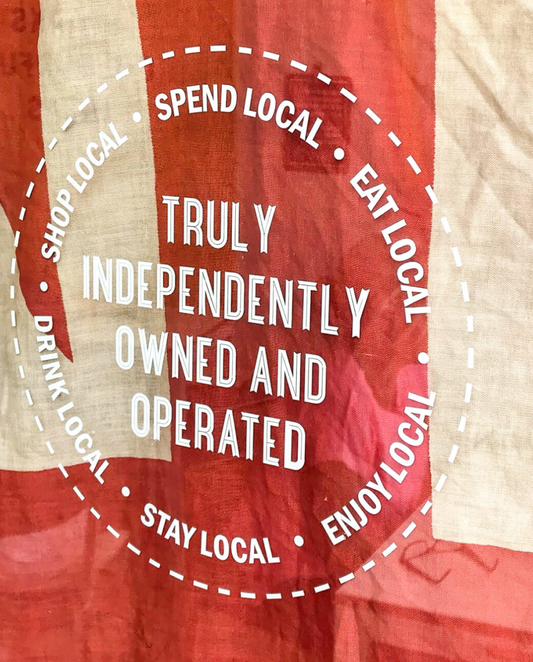 SPEND LOCAL
EAT LOCAL
ENJOY LOCAL
STAY LOCAL
DRINK LOCAL
SHOP LOCAL
TRULY
INDEPENDENTLY
OWNED AND
OPERATED